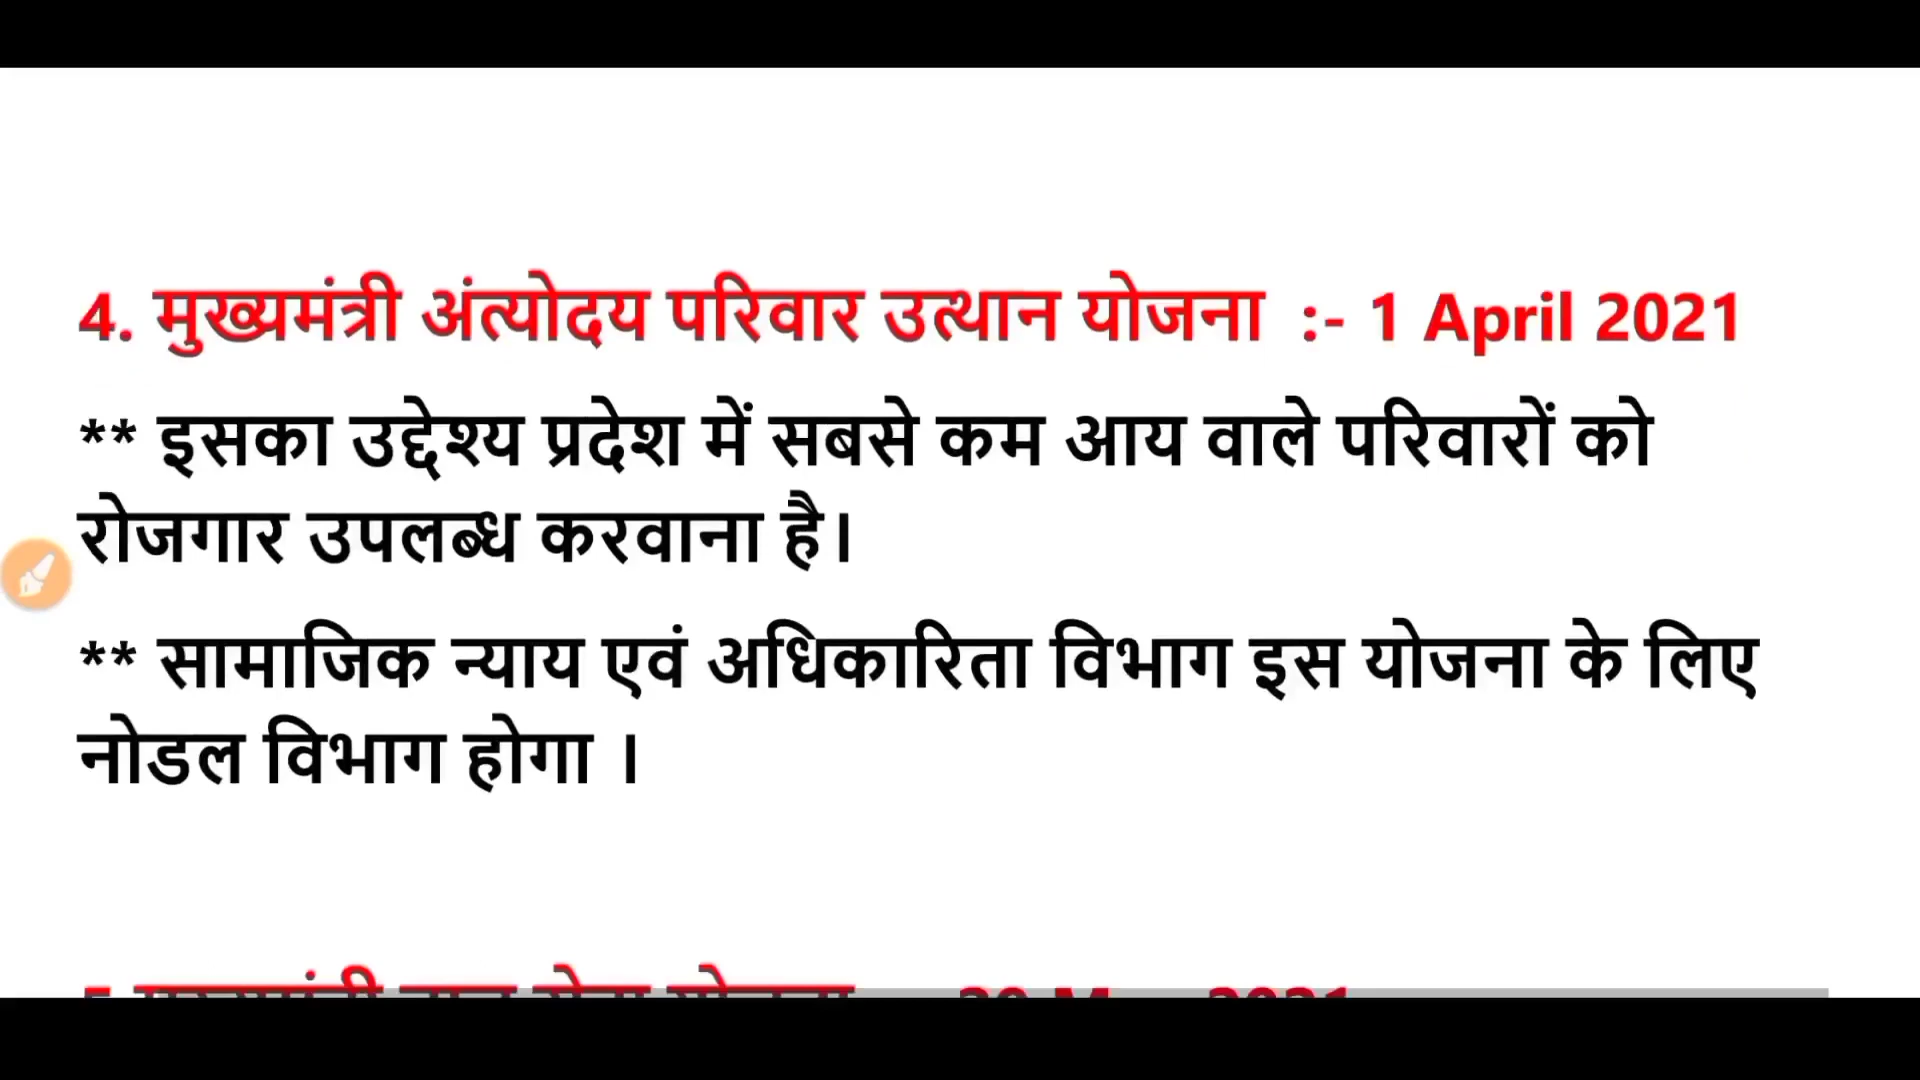 4. मुख्यमंत्री अंत्योदय परिवार उत्थान योजना :- 1 April 2021
** इसका उद्देश्य प्रदेश में सबसे कम आय वाले परिवारों को
रोजगार उपलब्ध करवाना है।
** सामाजिक न्याय एवं अधिकारिता विभाग इस योजना के लिए
नोडल विभाग होगा ।